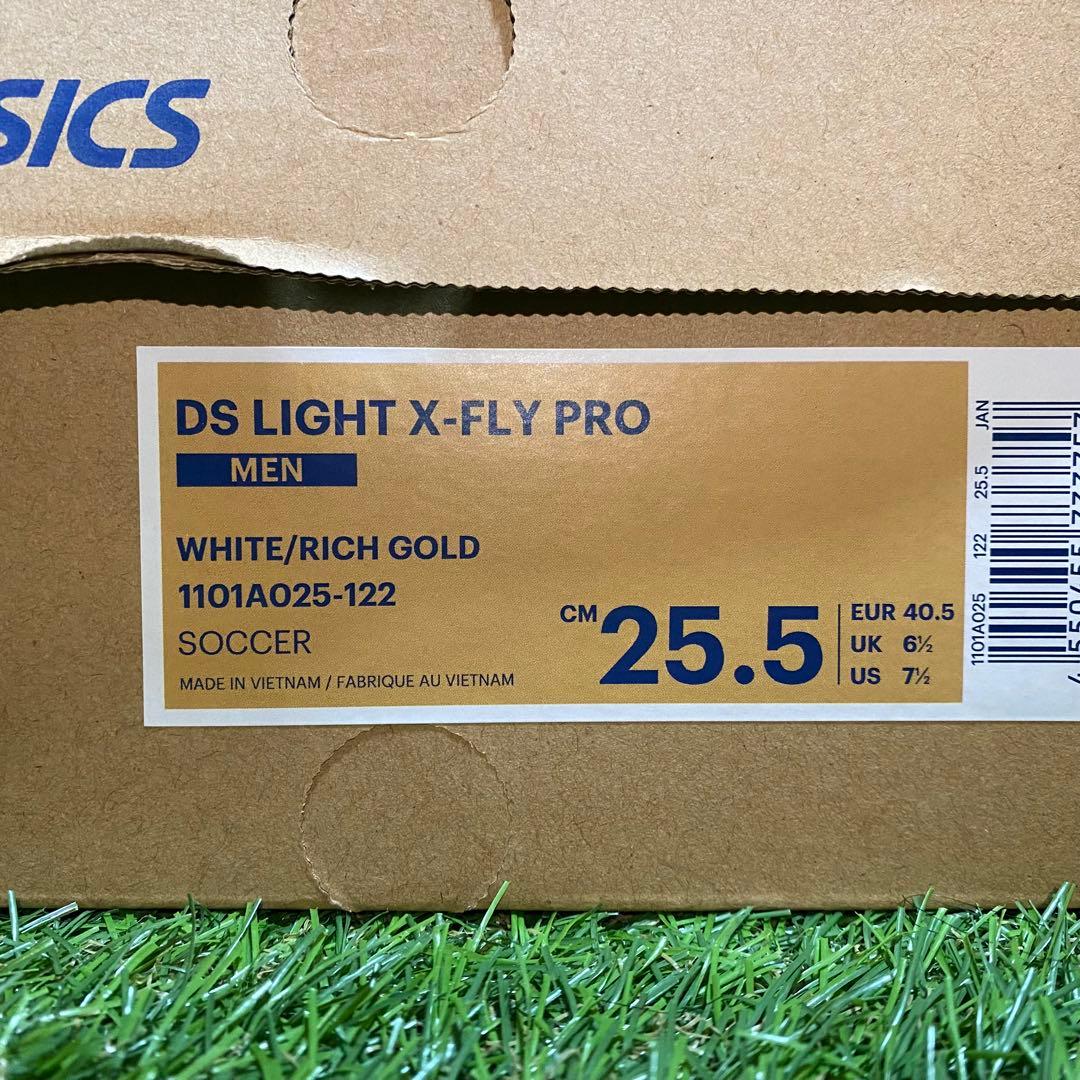 SICS
DS LIGHT X-FLY PRO
MEN
WHITE/RICH GOLD
1101A025-122
SOCCER
MADE IN VIETNAM / FABRIQUE AU VIETNAM
CM 25.5
EUR 40.5
UK 6½
US 7½
1101A025 122 25.5 JAN